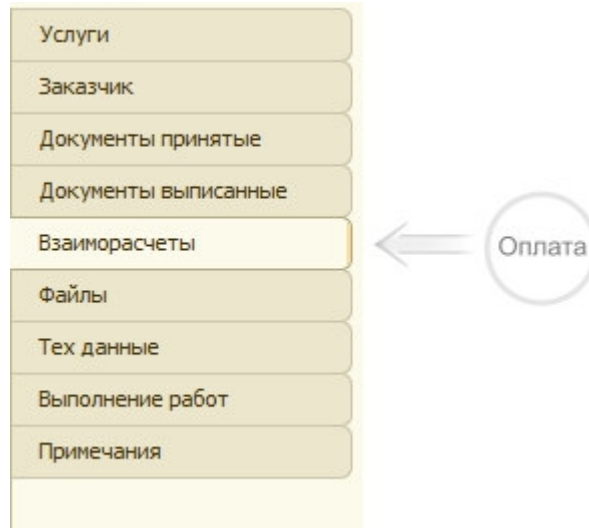 Услуги
Заказчик
Документы принятые
Документы выписанные
Взаиморасчеты
Оплата
Файлы
Тех данные
Выполнение работ
Примечания